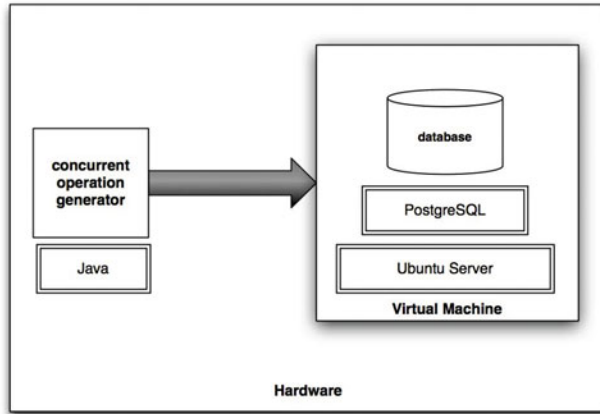 concurrent
operation
generator
Java
database
PostgreSQL
Ubuntu Server
Virtual Machine
Hardware